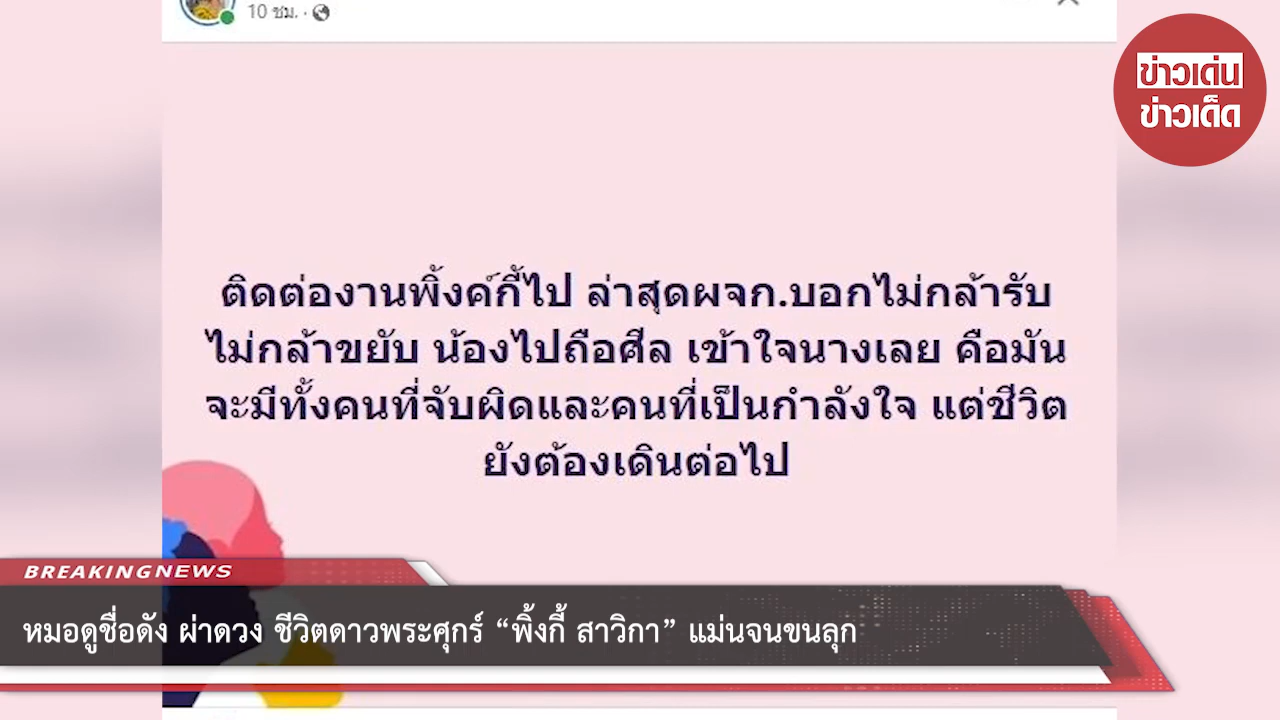 10 ชม. ·
ข่าวเด่น
ข่าวเด็ด
ติดต่องานพิ้งค์กี้ไป ล่าสุดผจก.บอกไม่กล้ารับ
ไม่กล้าขยับ น้องไปถือศีล เข้าใจนางเลย คือมัน
จะมีทั้งคนที่จับผิดและคนที่เป็นกำลังใจ แต่ชีวิต
ยังต้องเดินต่อไป
BREAKINGNEWS
หมอดูชื่อดัง ผ่าดวง ชีวิตดาวพระศุกร์ “พิ้งกี้ สาวิกา” แม่นจนขนลุก